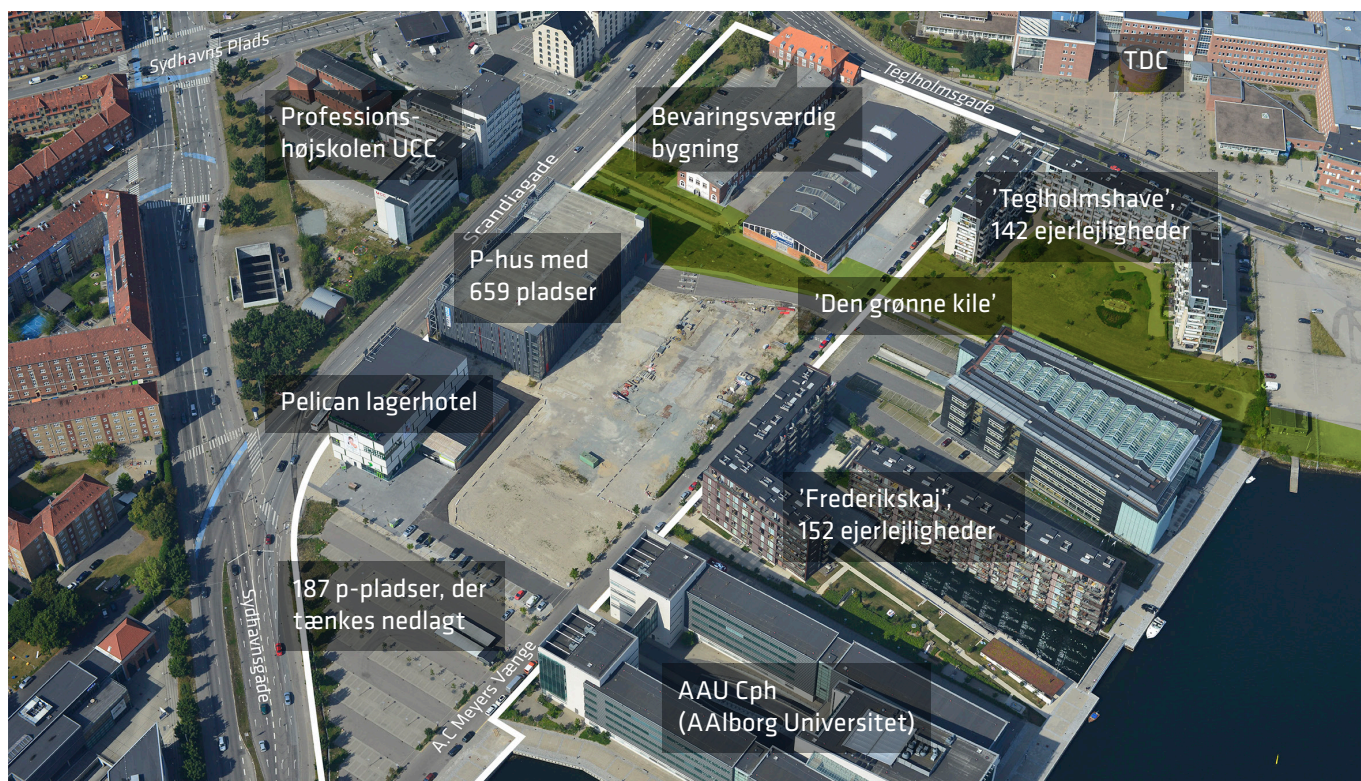 Sydhavns Plads
TDC
Teglholmsgade
Professions-
højskolen UCC
Bevaringsværdig
bygning
Scandiagade
'Teglholmshave',
142 ejerlejligheder
P-hus med
659 pladser
'Den grønne kile'
Pelican lagerhotel
'Frederikskaj',
152 ejerlejligheder
187 p-pladser, der
tænkes nedlagt
Sydhavnsgade
A.C Meyers Vænge
AAU Cph
(AAlborg Universitet)